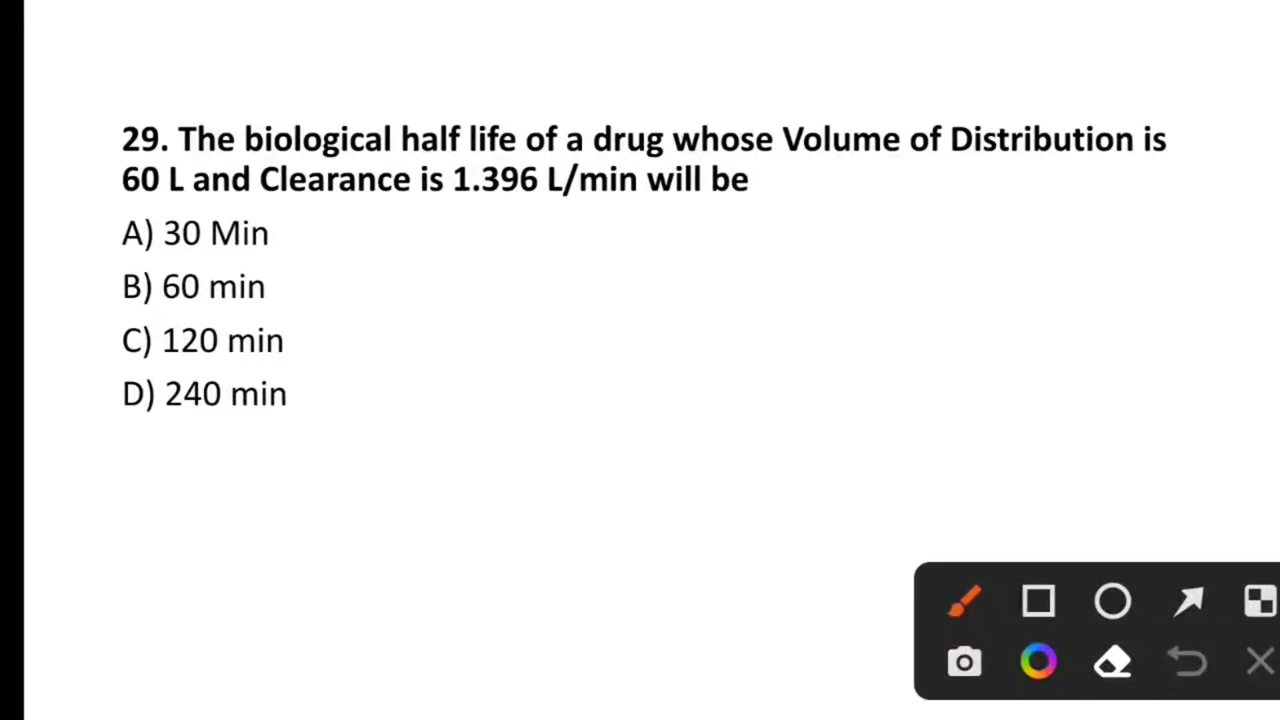 29. The biological half life of a drug whose Volume of Distribution is
60 L and Clearance is 1.396 L/min will be
A) 30 Min
B) 60 min
C) 120 min
D) 240 min